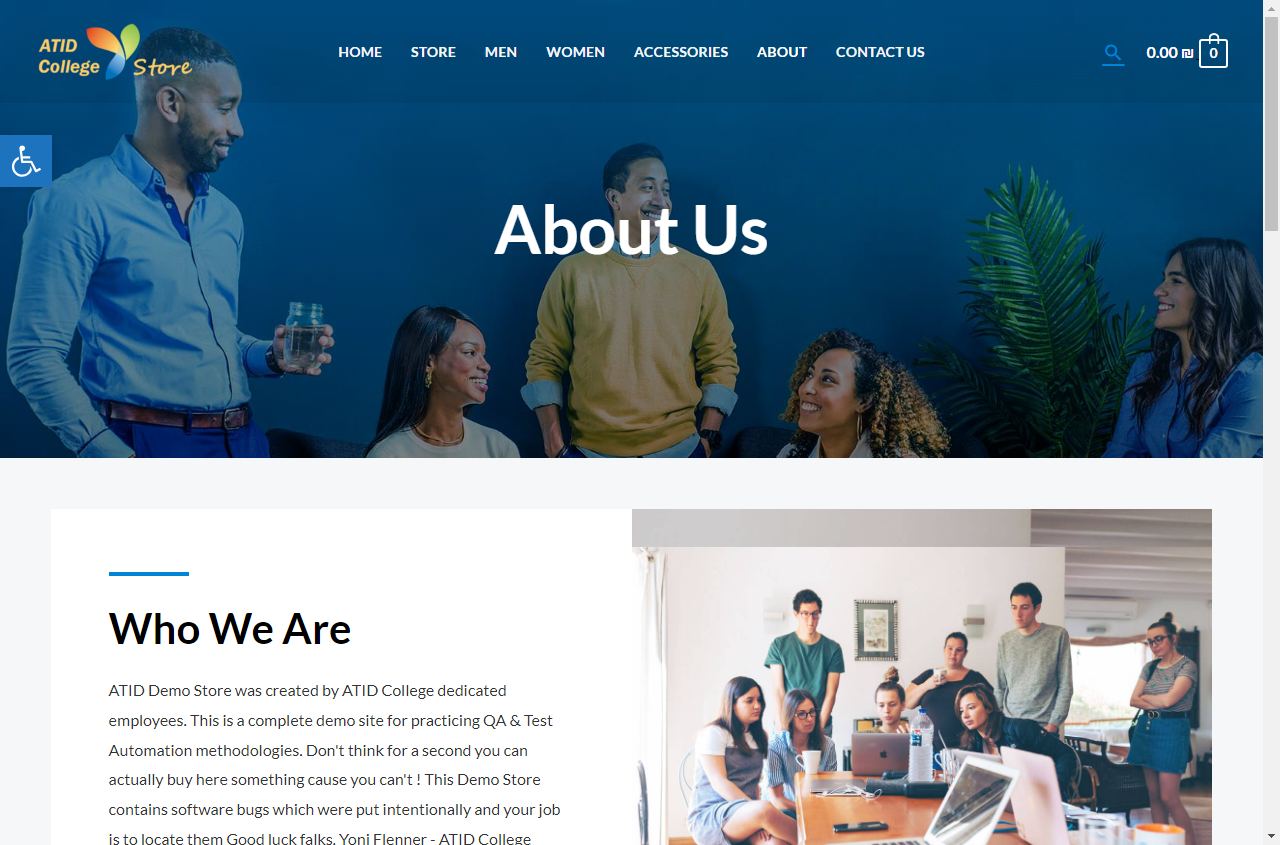 ATID
College Store
HOME STORE MEN WOMEN ACCESSORIES ABOUT CONTACT US
0.00 ₪ 0
About Us
Who We Are
ATID Demo Store was created by ATID College dedicated
employees. This is a complete demo site for practicing QA & Test
Automation methodologies. Don't think for a second you can
actually buy here something cause you can't ! This Demo Store
contains software bugs which were put intentionally and your job
is to locate them Good luck falks. Yoni Flenner - ATID College